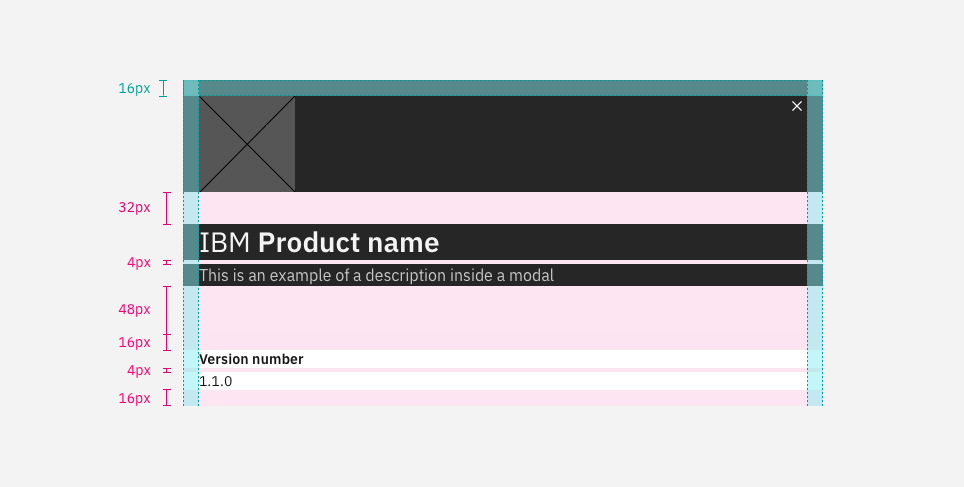 16px
32px
IBM Product name
4px
This is an example of a description inside a modal
48px
16px
Version number
4px
1.1.0
16px